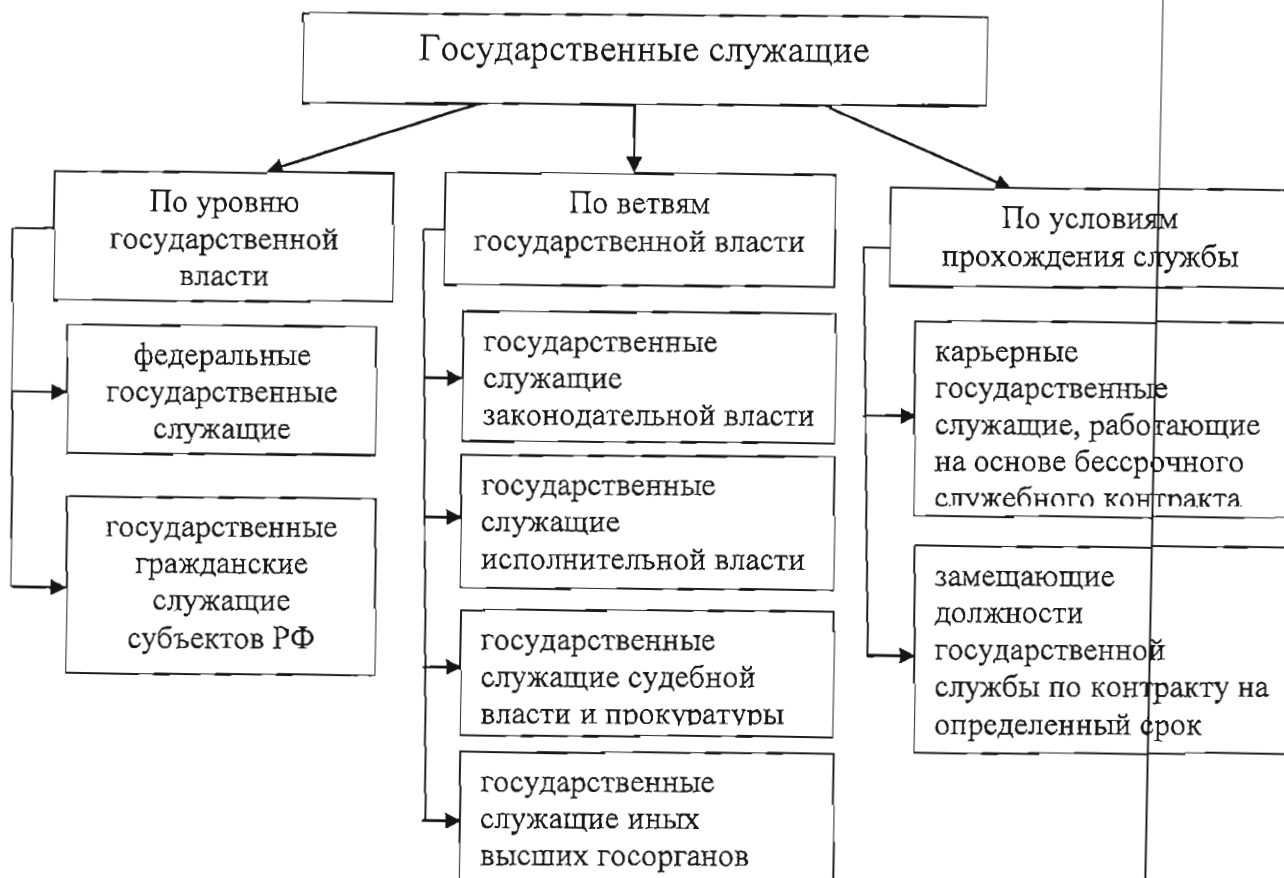 Государственные служащие
По уровню
государственной
власти
федеральные
государственные
служащие
государственные
гражданские
служащие
субъектов РФ
По ветвям
государственной власти
государственные
служащие
законодательной власти
государственные
служащие
исполнительной власти
государственные
служащие судебной
власти и прокуратуры
государственные
служащие иных
высших госорганов
По условиям
прохождения службы
карьерные
государственные
служащие, работающие
на основе бессрочного
служебного контракта
замещающие
должности
государственной
службы по контракту на
определенный срок